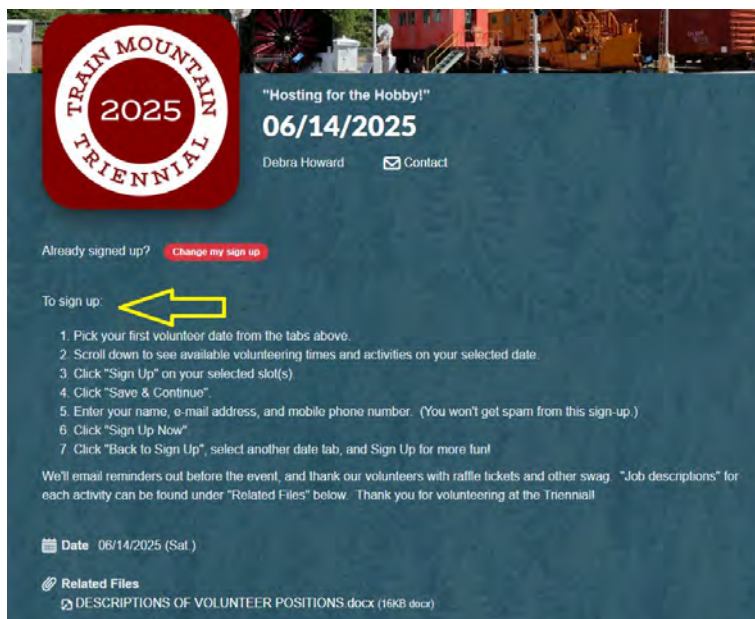 TRAIN MOUNTAIN
2025
TRIENNIAL
"Hosting for the Hobby!"
06/14/2025
Debra Howard Contact
Already signed up? Change my sign up
To sign up:
1. Pick your first volunteer date from the tabs above.
2. Scroll down to see available volunteering times and activities on your selected date.
3. Click "Sign Up" on your selected slot(s).
4. Click "Save & Continue".
5. Enter your name, e-mail address, and mobile phone number. (You won't get spam from this sign-up.)
6. Click "Sign Up Now".
7. Click "Back to Sign Up", select another date tab, and Sign Up for more fun!
We'll email reminders out before the event, and thank our volunteers with raffle tickets and other swag. "Job descriptions" for
each activity can be found under "Related Files" below. Thank you for volunteering at the Triennial!
Date 06/14/2025 (Sat.)
Related Files
DESCRIPTIONS OF VOLUNTEER POSITIONS.docx (16KB docx)